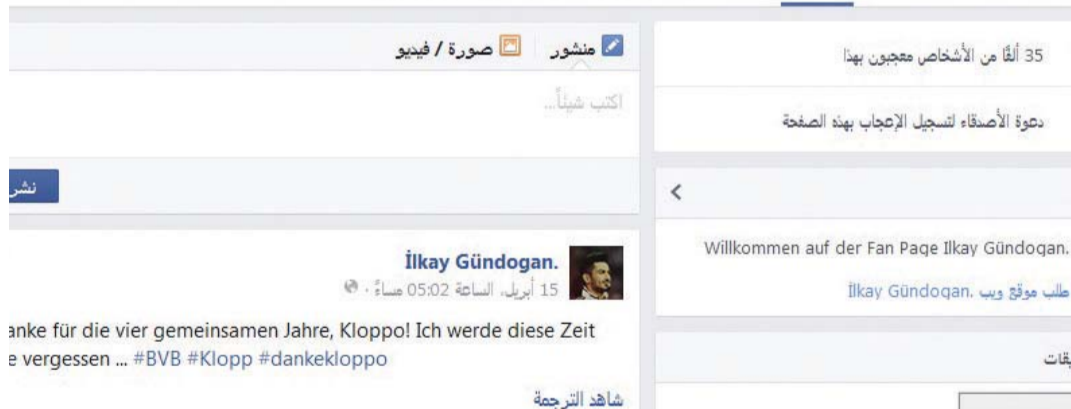 منشور
صورة / فيديو
اكتب شيئاً...
نشر
İlkay Gündogan.
15 أبريل، الساعة 05:02 مساءً ·
anke für die vier gemeinsamen Jahre, Kloppo! Ich werde diese Zeit
e vergessen ... #BVB #Klopp #dankekloppo
شاهد الترجمة
35 ألفًا من الأشخاص معجبون بهذا
دعوة الأصدقاء لتسجيل الإعجاب بهذه الصفحة
Willkommen auf der Fan Page Ilkay Gündogan.
طلب موقع ويب İlkay Gündogan.